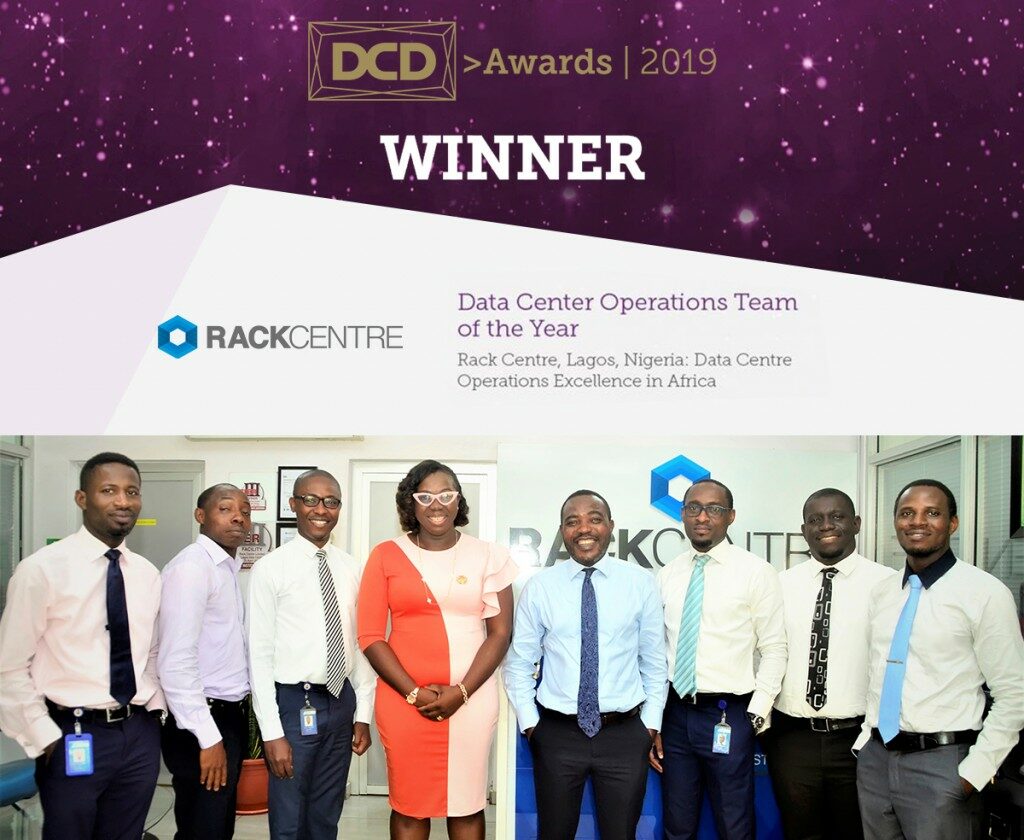 DCD >Awards | 2019
WINNER
RACKCENTRE
Data Center Operations Team
of the Year
Rack Centre, Lagos, Nigeria: Data Centre
Operations Excellence in Africa
RACKCENTRE
FACILITY